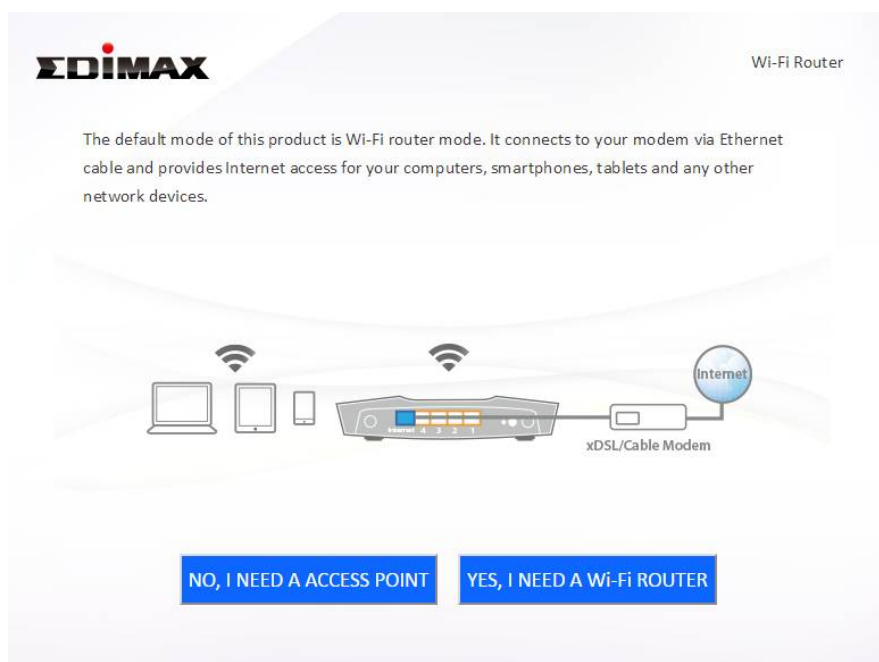 EDIMAX
Wi-Fi Router
The default mode of this product is Wi-Fi router mode. It connects to your modem via Ethernet
cable and provides Internet access for your computers, smartphones, tablets and any other
network devices.
Internet
Internet 4 3 2 1
xDSL/Cable Modem
NO, I NEED A ACCESS POINT
YES, I NEED A Wi-Fi ROUTER